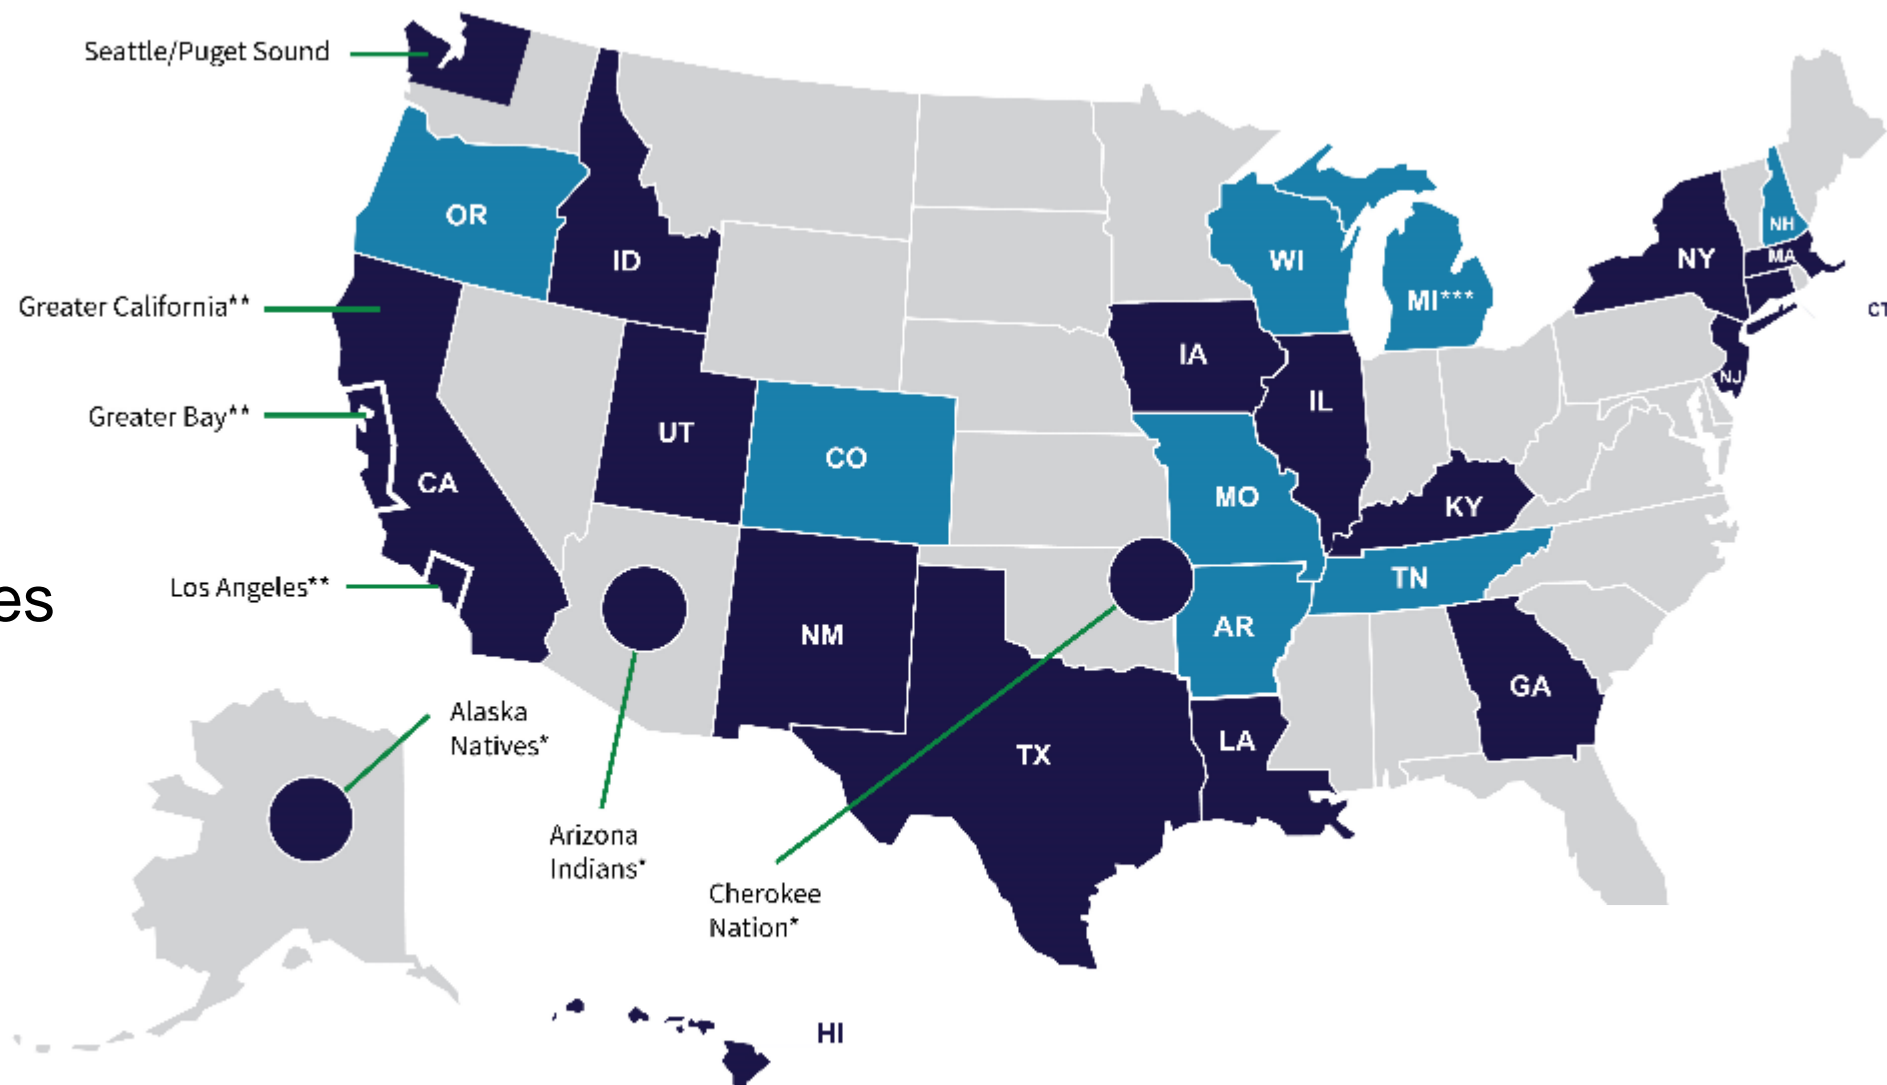 Seattle/Puget Sound
OR
ID
WI
MI***
NY
NH
MA
CT
Greater California**
IA
IL
NJ
Greater Bay**
UT
CO
CA
MO
KY
Los Angeles**
es
NM
TN
AR
GA
TX
LA
Alaska
Natives*
Arizona
Indians*
Cherokee
Nation*
HI